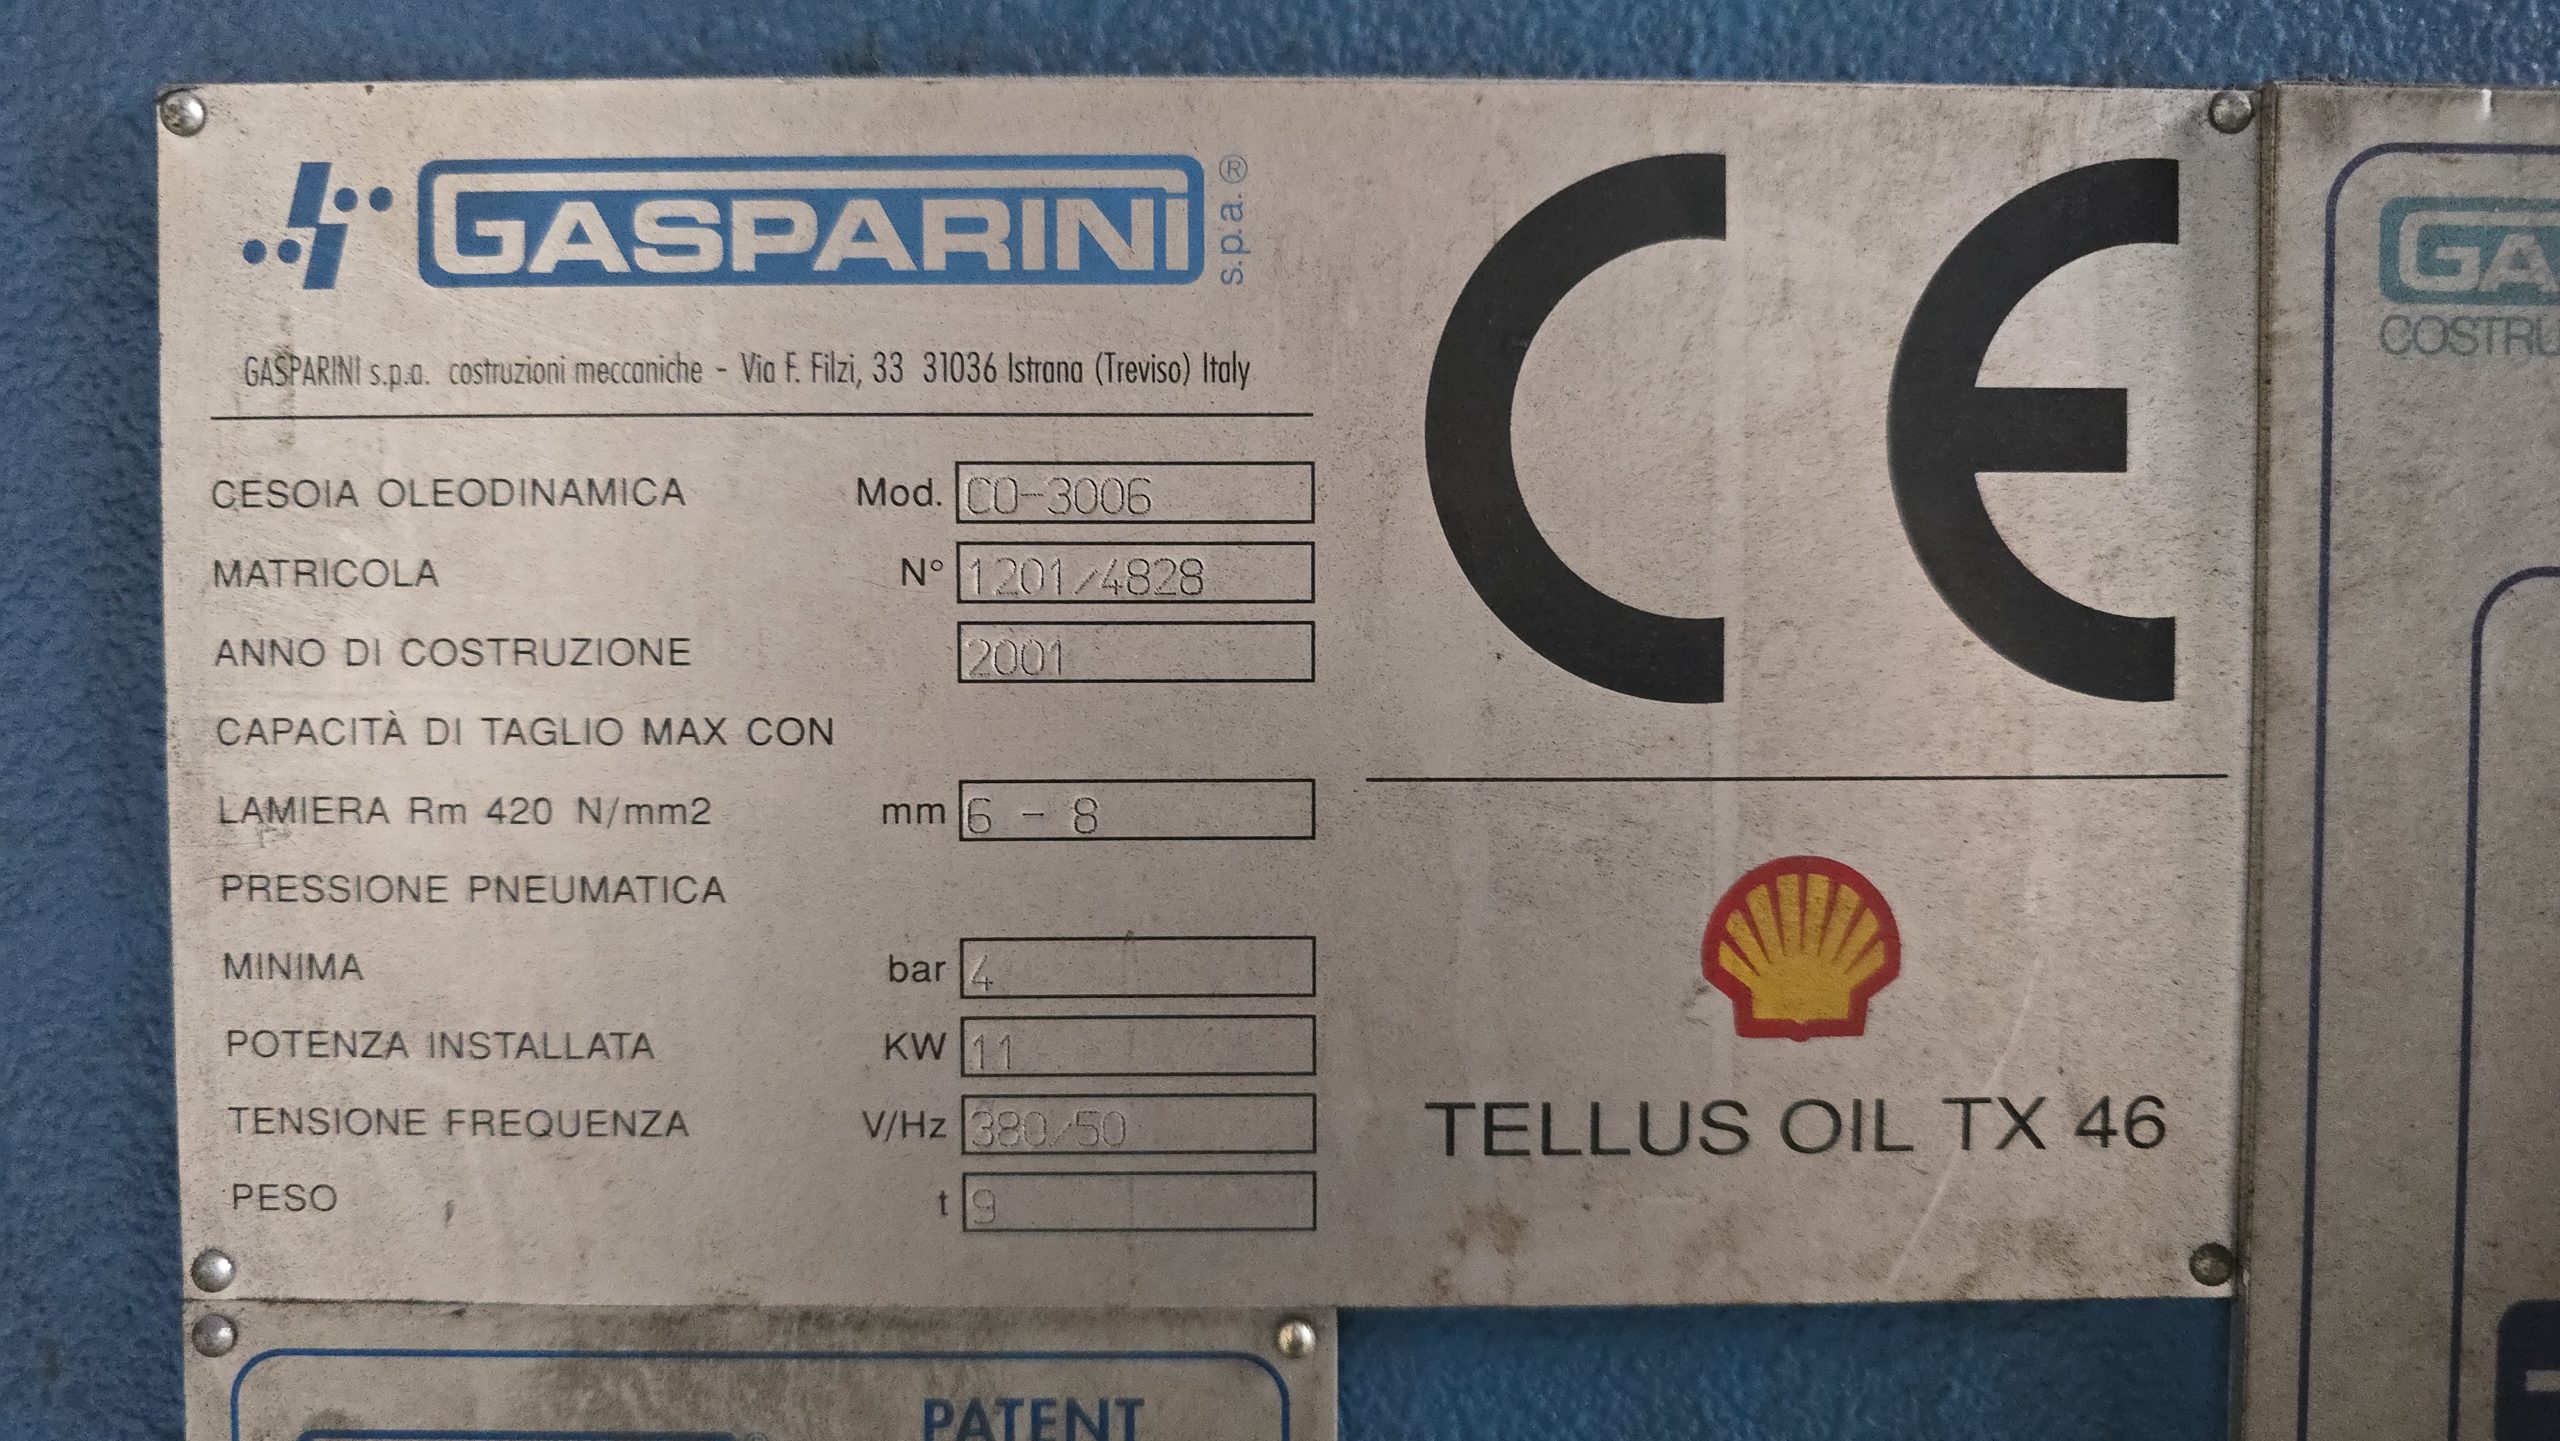 GASPARINI s.p.a.®
GASPARINI s.p.a. costruzioni meccaniche - Via F. Filzi, 33 31036 Istrana (Treviso) Italy
CESOIA OLEODINAMICA Mod. CO-3006
MATRICOLA N° 1201/4828
ANNO DI COSTRUZIONE 2001
CAPACITÀ DI TAGLIO MAX CON
LAMIERA Rm 420 N/mm2 mm 6 - 8
PRESSIONE PNEUMATICA
MINIMA bar 4
POTENZA INSTALLATA KW 11
TENSIONE FREQUENZA V/Hz 380/50
PESO t 9
CE
TELLUS OIL TX 46
GA
COSTRU
PATENT